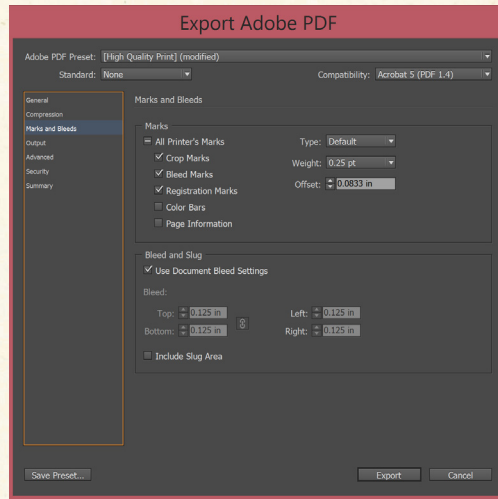 Export Adobe PDF
Adobe PDF Preset: [High Quality Print] (modified)
Standard: None Compatibility: Acrobat 5 (PDF 1.4)
General
Compression
Marks and Bleeds
Output
Advanced
Security
Summary
Marks and Bleeds
Marks
All Printer's Marks
Crop Marks
Bleed Marks
Registration Marks
Color Bars
Page Information
Type: Default
Weight: 0.25 pt
Offset: 0.0833 in
Bleed and Slug
Use Document Bleed Settings
Bleed:
Top: 0.125 in Left: 0.125 in
Bottom: 0.125 in Right: 0.125 in
Include Slug Area
Save Preset... Export Cancel